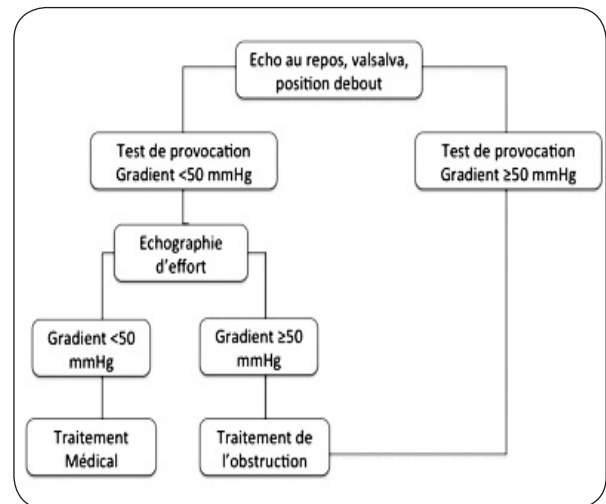 Echo au repos, valsalva,
position debout
Test de provocation
Gradient <50 mmHg
Test de provocation
Gradient ≥50 mmHg
Echographie
d'effort
Gradient <50
mmHg
Gradient ≥50
mmHg
Traitement
Médical
Traitement de
l'obstruction